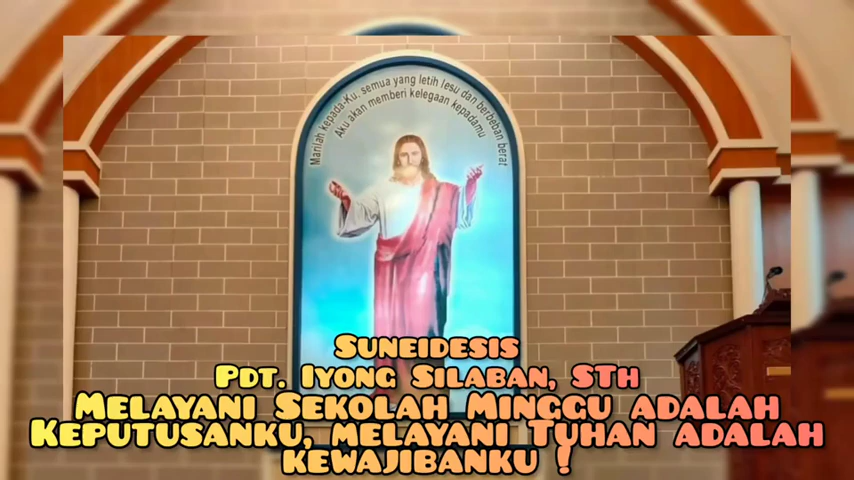 Marilah kepada-Ku, semua yang letih lesu dan berbeban berat
Aku akan memberi kelegaan kepadamu
Suneidesis
Pdt. Iyong Silaban, STh
Melayani Sekolah Minggu adalah
Keputusanku, melayani Tuhan adalah
kewajibanku !